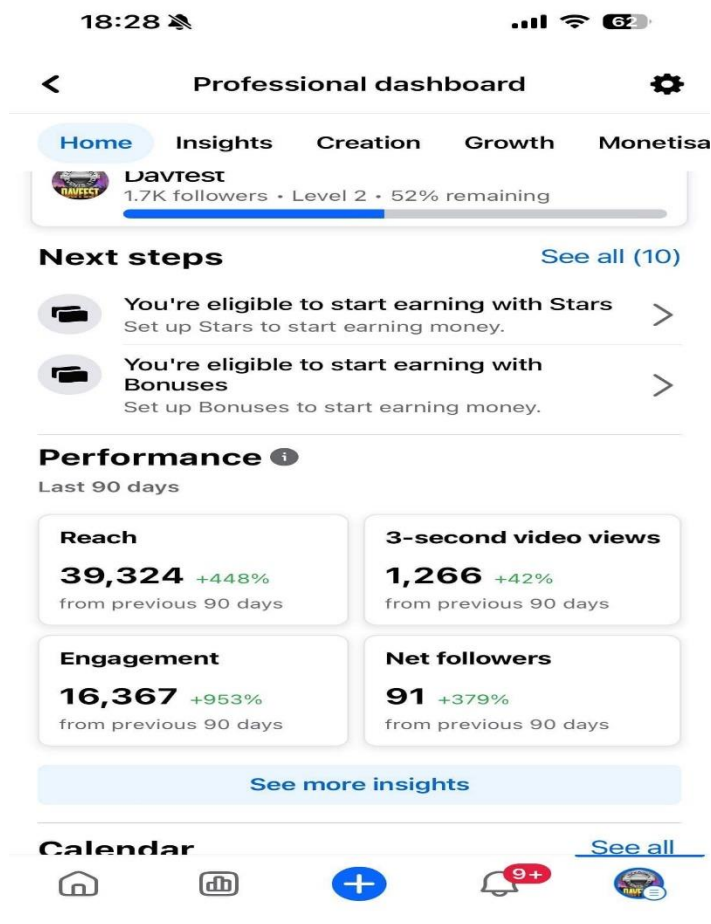 18:28
62
Professional dashboard
Home Insights Creation Growth Monetisa
Davfest
1.7K followers • Level 2 • 52% remaining
Next steps
See all (10)
You're eligible to start earning with Stars
Set up Stars to start earning money.
You're eligible to start earning with
Bonuses
Set up Bonuses to start earning money.
Performance
Last 90 days
Reach
39,324 +448%
from previous 90 days
3-second video views
1,266 +42%
from previous 90 days
Engagement
16,367 +953%
from previous 90 days
Net followers
91 +379%
from previous 90 days
See more insights
Calendar
See all
9+